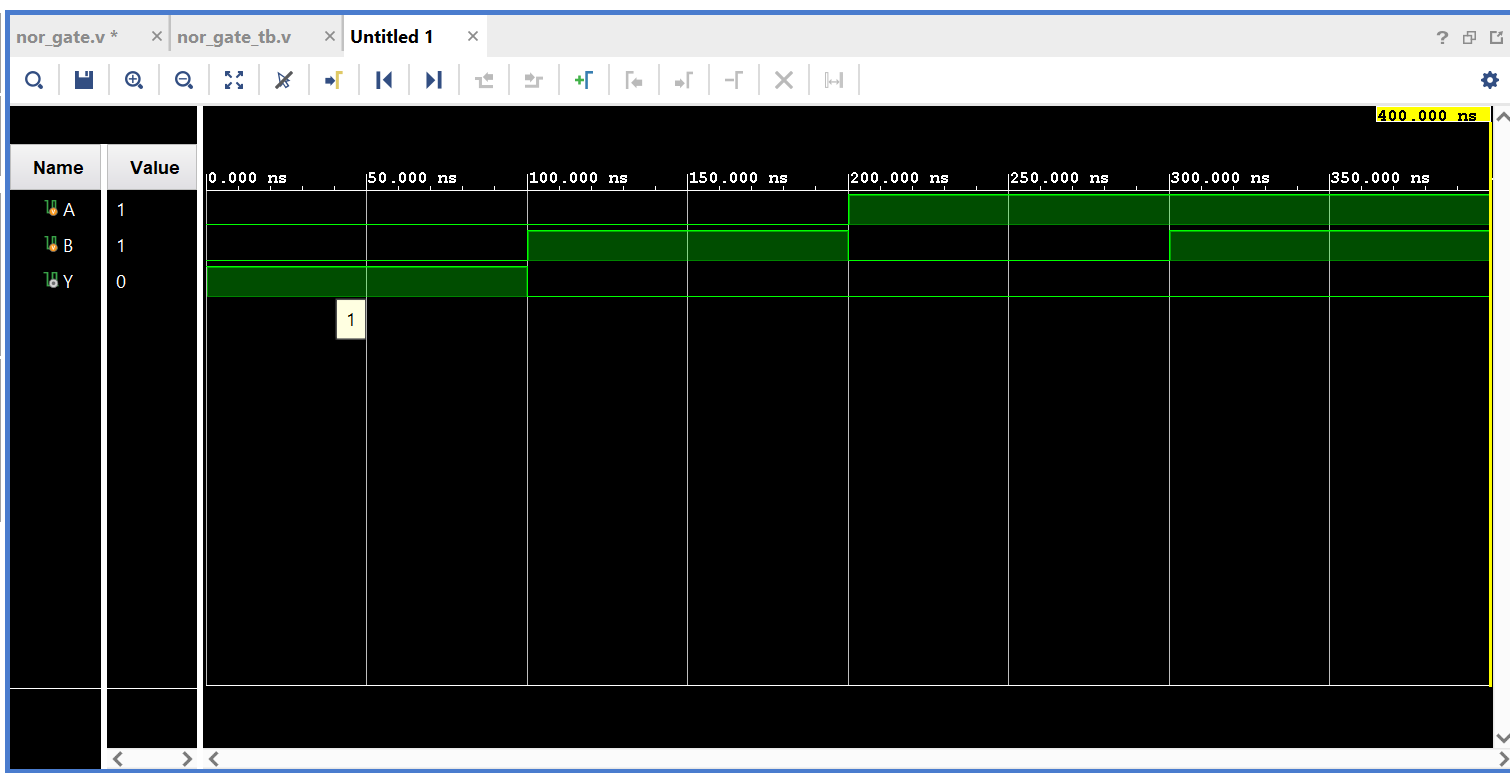 nor_gate.v * × nor_gate_tb.v × Untitled 1 × ?
400.000 ns
Name Value
0.000 ns 50.000 ns 100.000 ns 150.000 ns 200.000 ns 250.000 ns 300.000 ns 350.000 ns
A 1
B 1
Y 0
1